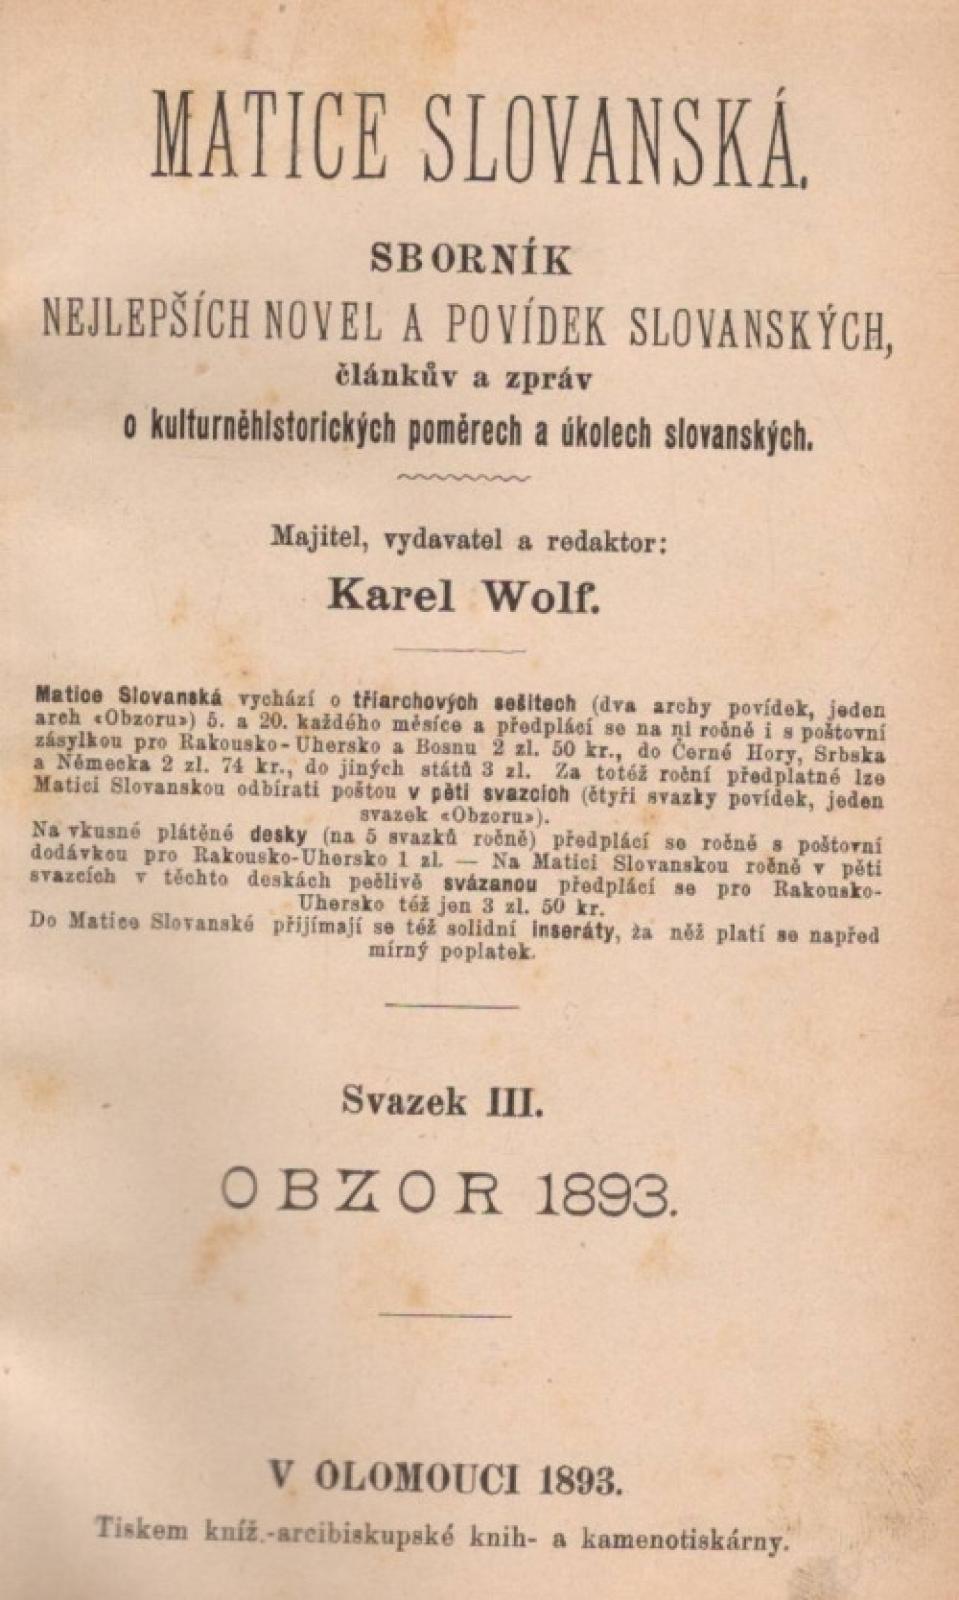 MATICE SLOVANSKÁ.
SBORNÍK
NEJLEPŠÍCH NOVEL A POVÍDEK SLOVANSKÝCH,
článkův a zpráv
o kulturněhistorických poměrech a úkolech slovanských.
Majitel, vydavatel a redaktor:
Karel Wolf.
Matice Slovanská vychází o tříarchových sešitech (dva archy povídek, jeden
arch «Obzoru») 5. a 20. každého měsíce a předplácí se na ni ročně i s poštovní
zásylkou pro Rakousko-Uhersko a Bosnu 2 zl. 50 kr., do Černé Hory, Srbska
a Německa 2 zl. 74 kr., do jiných států 3 zl. Za totéž roční předplatné lze
Matici Slovanskou odbírati poštou v pěti svazcích (čtyři svazky povídek, jeden
svazek «Obzoru»).
Na vkusné plátěné desky (na 5 svazků ročně) předplácí se ročně s poštovní
dodávkou pro Rakousko-Uhersko 1 zl. — Na Matici Slovanskou ročně v pěti
svazcích v těchto deskách pečlivě svázanou předplácí se pro Rakousko-
Uhersko též jen 3 zl. 50 kr.
Do Matice Slovanské přijímají se též solidní inseráty, za něž platí se napřed
mírný poplatek.
Svazek III.
OBZOR 1893.
V OLOMOUCI 1893.
Tiskem kníž.-arcibiskupské knih- a kamenotiskárny.